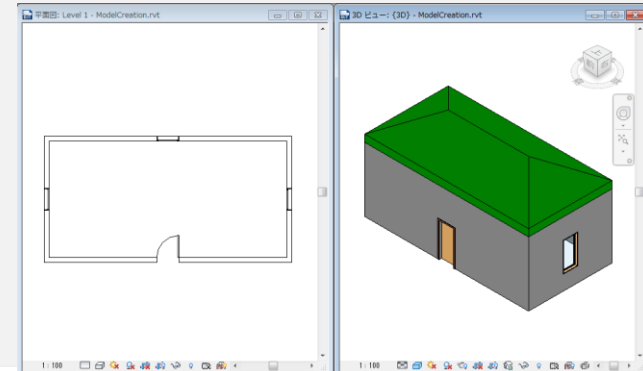 平面図: Level 1 - ModelCreation.rvt
3D ビュー: {3D} - ModelCreation.rvt
1 : 100
1 : 100